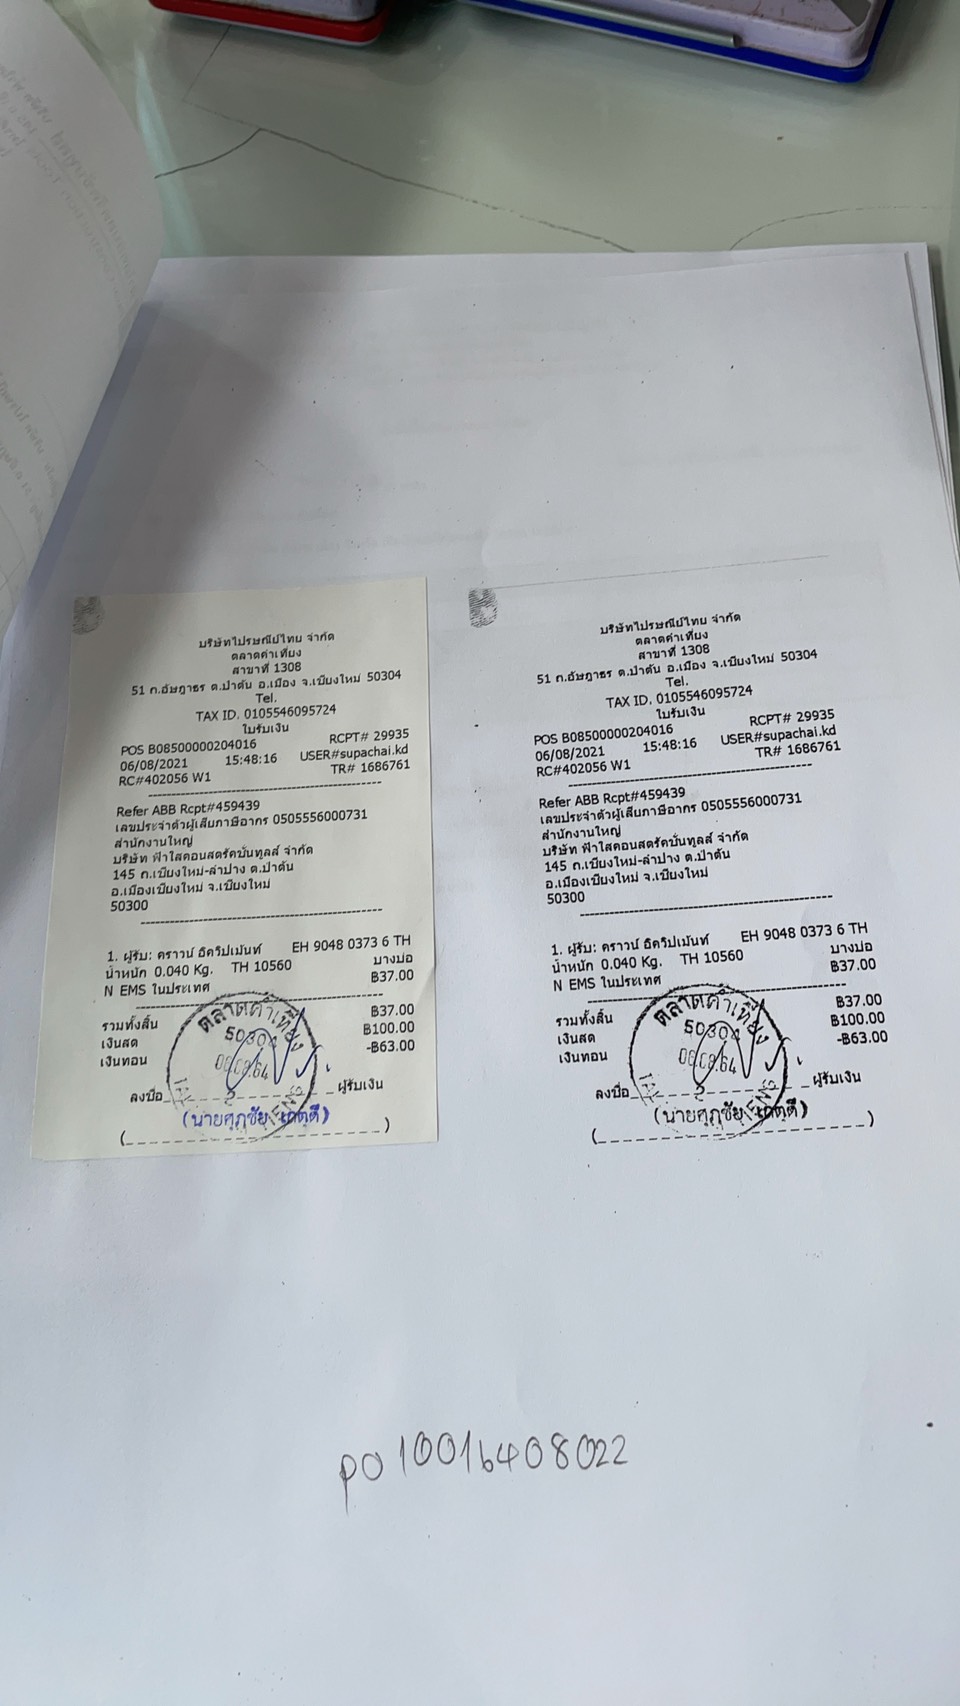 บริษัทไปรษณีย์ไทย จำกัด
ตลาดคำเที่ยง
สาขาที่ 1308
51 ถ.อัษฎาธร ต.ป่าตัน อ.เมือง จ.เชียงใหม่ 50304
Tel.
TAX ID. 0105546095724
ใบรับเงิน
POS B08500000204016 RCPT# 29935
06/08/2021 15:48:16 USER#supachai.kd
RC#402056 W1 TR# 1686761
Refer ABB Rcpt#459439
เลขประจำตัวผู้เสียภาษีอากร 0505556000731
สำนักงานใหญ่
บริษัท ฟ้าใสคอนสตรัคชั่นทูลส์ จำกัด
145 ถ.เชียงใหม่-ลำปาง ต.ป่าตัน
อ.เมืองเชียงใหม่ จ.เชียงใหม่
50300
1. ผู้รับ: คราวน์ อิควิปเม้นท์ EH 9048 0373 6 TH
น้ำหนัก 0.040 Kg. TH 10560 บางบ่อ
N EMS ในประเทศ ฿37.00
รวมทั้งสิ้น ฿37.00
เงินสด ฿100.00
เงินทอน -฿63.00
ตลาดคำเที่ยง
50304
06.08.64
ลงชื่อ ผู้รับเงิน
(นายศุภชัย เกตุดี)
บริษัทไปรษณีย์ไทย จำกัด
ตลาดคำเที่ยง
สาขาที่ 1308
51 ถ.อัษฎาธร ต.ป่าตัน อ.เมือง จ.เชียงใหม่ 50304
Tel.
TAX ID. 0105546095724
ใบรับเงิน
POS B08500000204016 RCPT# 29935
06/08/2021 15:48:16 USER#supachai.kd
RC#402056 W1 TR# 1686761
Refer ABB Rcpt#459439
เลขประจำตัวผู้เสียภาษีอากร 0505556000731
สำนักงานใหญ่
บริษัท ฟ้าใสคอนสตรัคชั่นทูลส์ จำกัด
145 ถ.เชียงใหม่-ลำปาง ต.ป่าตัน
อ.เมืองเชียงใหม่ จ.เชียงใหม่
50300
1. ผู้รับ: คราวน์ อิควิปเม้นท์ EH 9048 0373 6 TH
น้ำหนัก 0.040 Kg. TH 10560 บางบ่อ
N EMS ในประเทศ ฿37.00
รวมทั้งสิ้น ฿37.00
เงินสด ฿100.00
เงินทอน -฿63.00
ตลาดคำเที่ยง
50304
06.08.64
ลงชื่อ ผู้รับเงิน
(นายศุภชัย เกตุดี)
PO10016408022